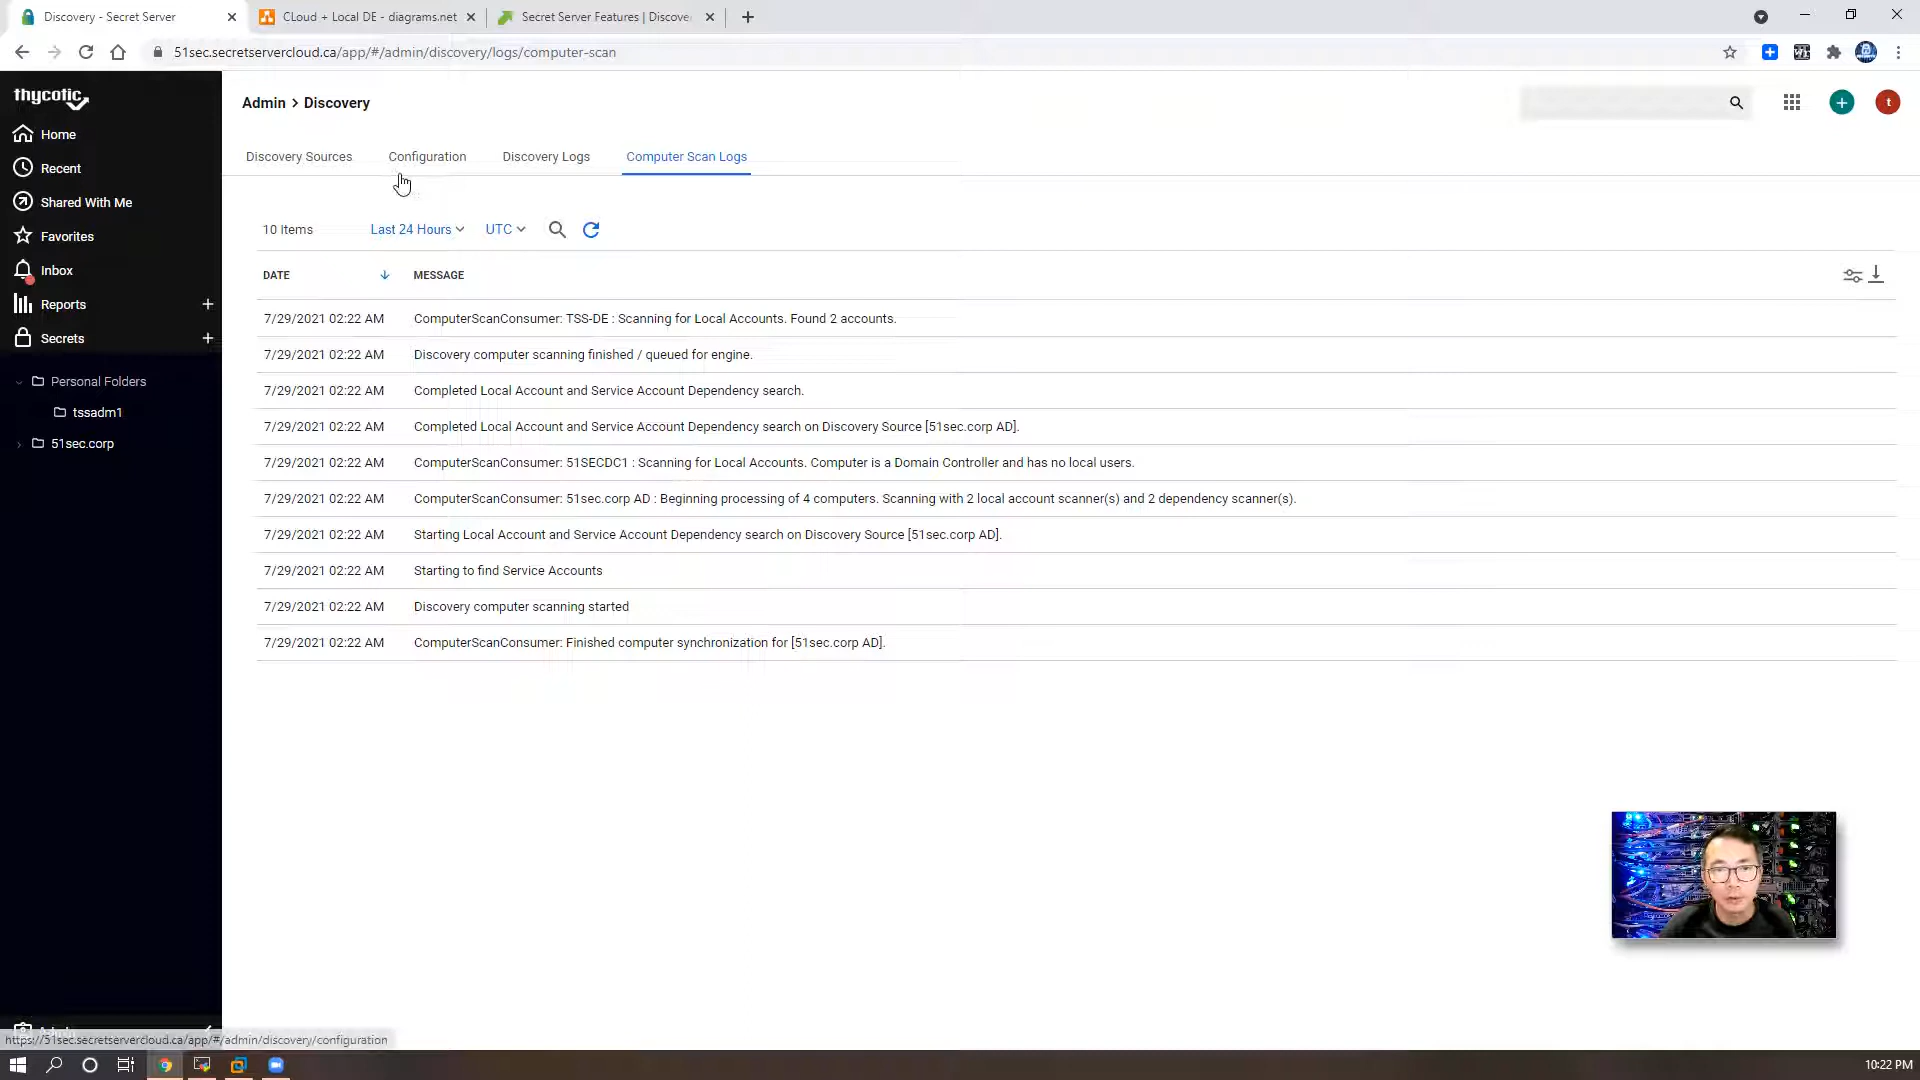 Discovery - Secret Server
CLoud + Local DE - diagrams.net
Secret Server Features | Discove
51sec.secretservercloud.ca/app/#/admin/discovery/logs/computer-scan
thycotic
Home
Recent
Shared With Me
Favorites
Inbox
Reports
Secrets
Personal Folders
tssadm1
51sec.corp
Admin > Discovery
t
Discovery Sources
Configuration
Discovery Logs
Computer Scan Logs
10 Items
Last 24 Hours
UTC
DATE
MESSAGE
7/29/2021 02:22 AM ComputerScanConsumer: TSS-DE : Scanning for Local Accounts. Found 2 accounts.
7/29/2021 02:22 AM Discovery computer scanning finished / queued for engine.
7/29/2021 02:22 AM Completed Local Account and Service Account Dependency search.
7/29/2021 02:22 AM Completed Local Account and Service Account Dependency search on Discovery Source [51sec.corp AD].
7/29/2021 02:22 AM ComputerScanConsumer: 51SECDC1 : Scanning for Local Accounts. Computer is a Domain Controller and has no local users.
7/29/2021 02:22 AM ComputerScanConsumer: 51sec.corp AD : Beginning processing of 4 computers. Scanning with 2 local account scanner(s) and 2 dependency scanner(s).
7/29/2021 02:22 AM Starting Local Account and Service Account Dependency search on Discovery Source [51sec.corp AD].
7/29/2021 02:22 AM Starting to find Service Accounts
7/29/2021 02:22 AM Discovery computer scanning started
7/29/2021 02:22 AM ComputerScanConsumer: Finished computer synchronization for [51sec.corp AD].
https://51sec.secretservercloud.ca/app/#/admin/discovery/configuration
10:22 PM